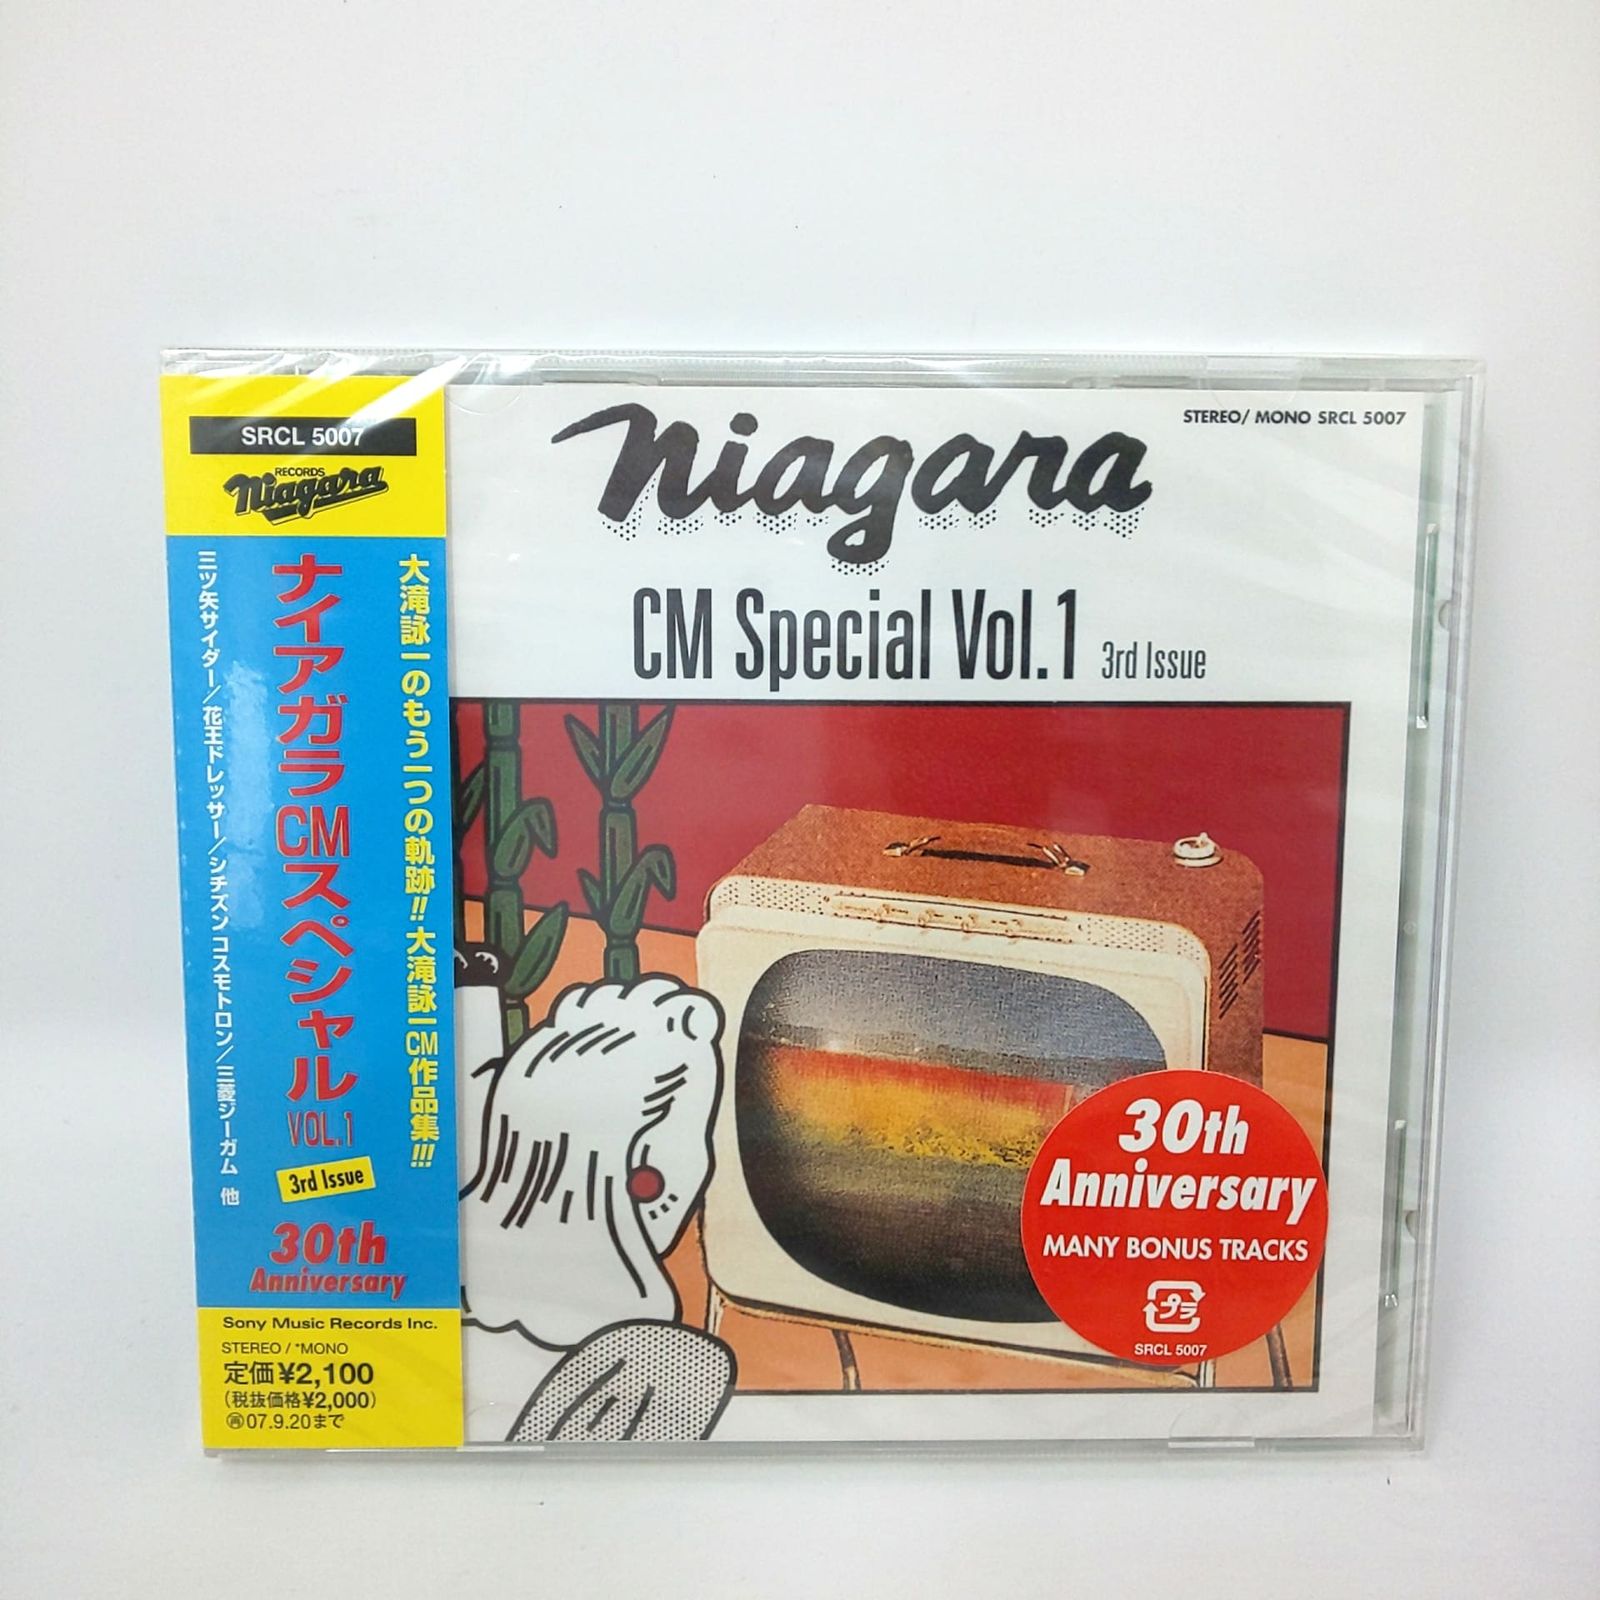 SRCL 5007
RECORDS
Niagara
大滝詠一のもう一つの軌跡!!大滝詠一CM作品集!!!
ナイアガラCMスペシャル VOL.1
三ツ矢サイダー/花王ドレッサー/シチズン コスモトロン/三菱ジーガム 他
3rd Issue
30th
Anniversary
Sony Music Records Inc.
STEREO / *MONO
定価¥2,100
(税抜価格¥2,000)
㊢07.9.20まで
STEREO/ MONO SRCL 5007
Niagara
CM Special Vol.1 3rd Issue
30th
Anniversary
MANY BONUS TRACKS
プラ
SRCL 5007